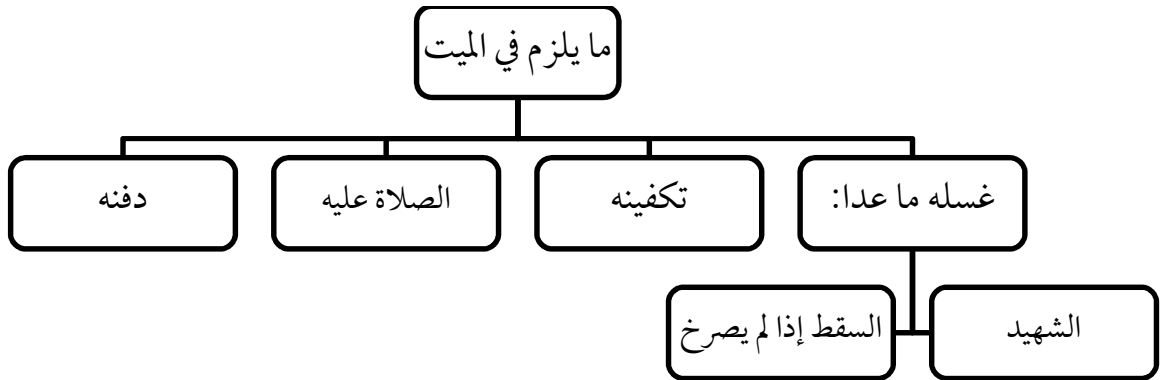 ما يلزم في الميت
غسله ما عدا:
تكفينه
الصلاة عليه
دفنه
الشهيد
السقط إذا لم يصرخ